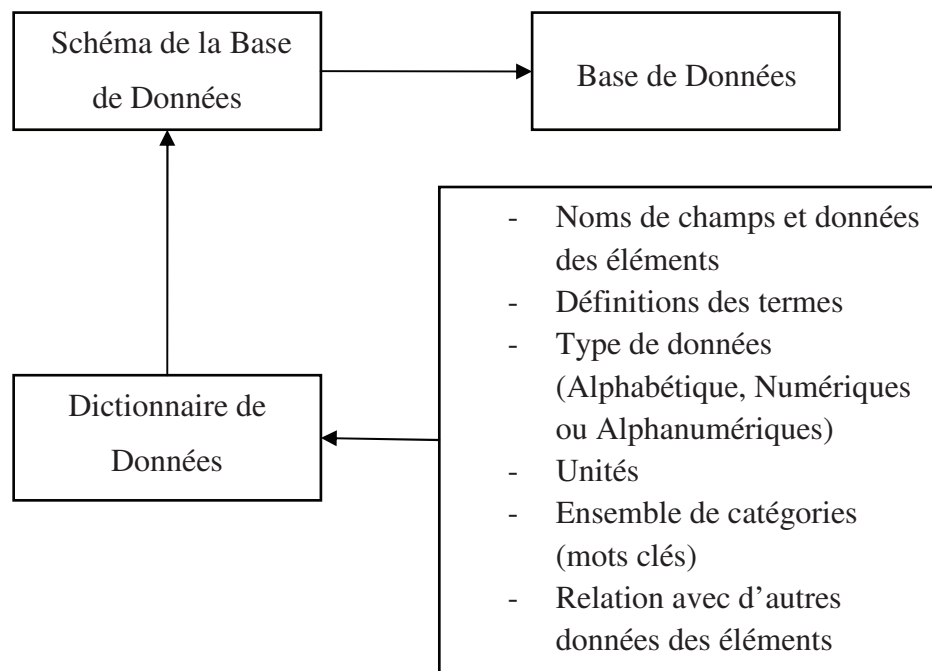 Schéma de la Base
de Données
Base de Données
- Noms de champs et données
des éléments
- Définitions des termes
- Type de données
(Alphabétique, Numériques
ou Alphanumériques)
- Unités
- Ensemble de catégories
(mots clés)
- Relation avec d’autres
données des éléments
Dictionnaire de
Données